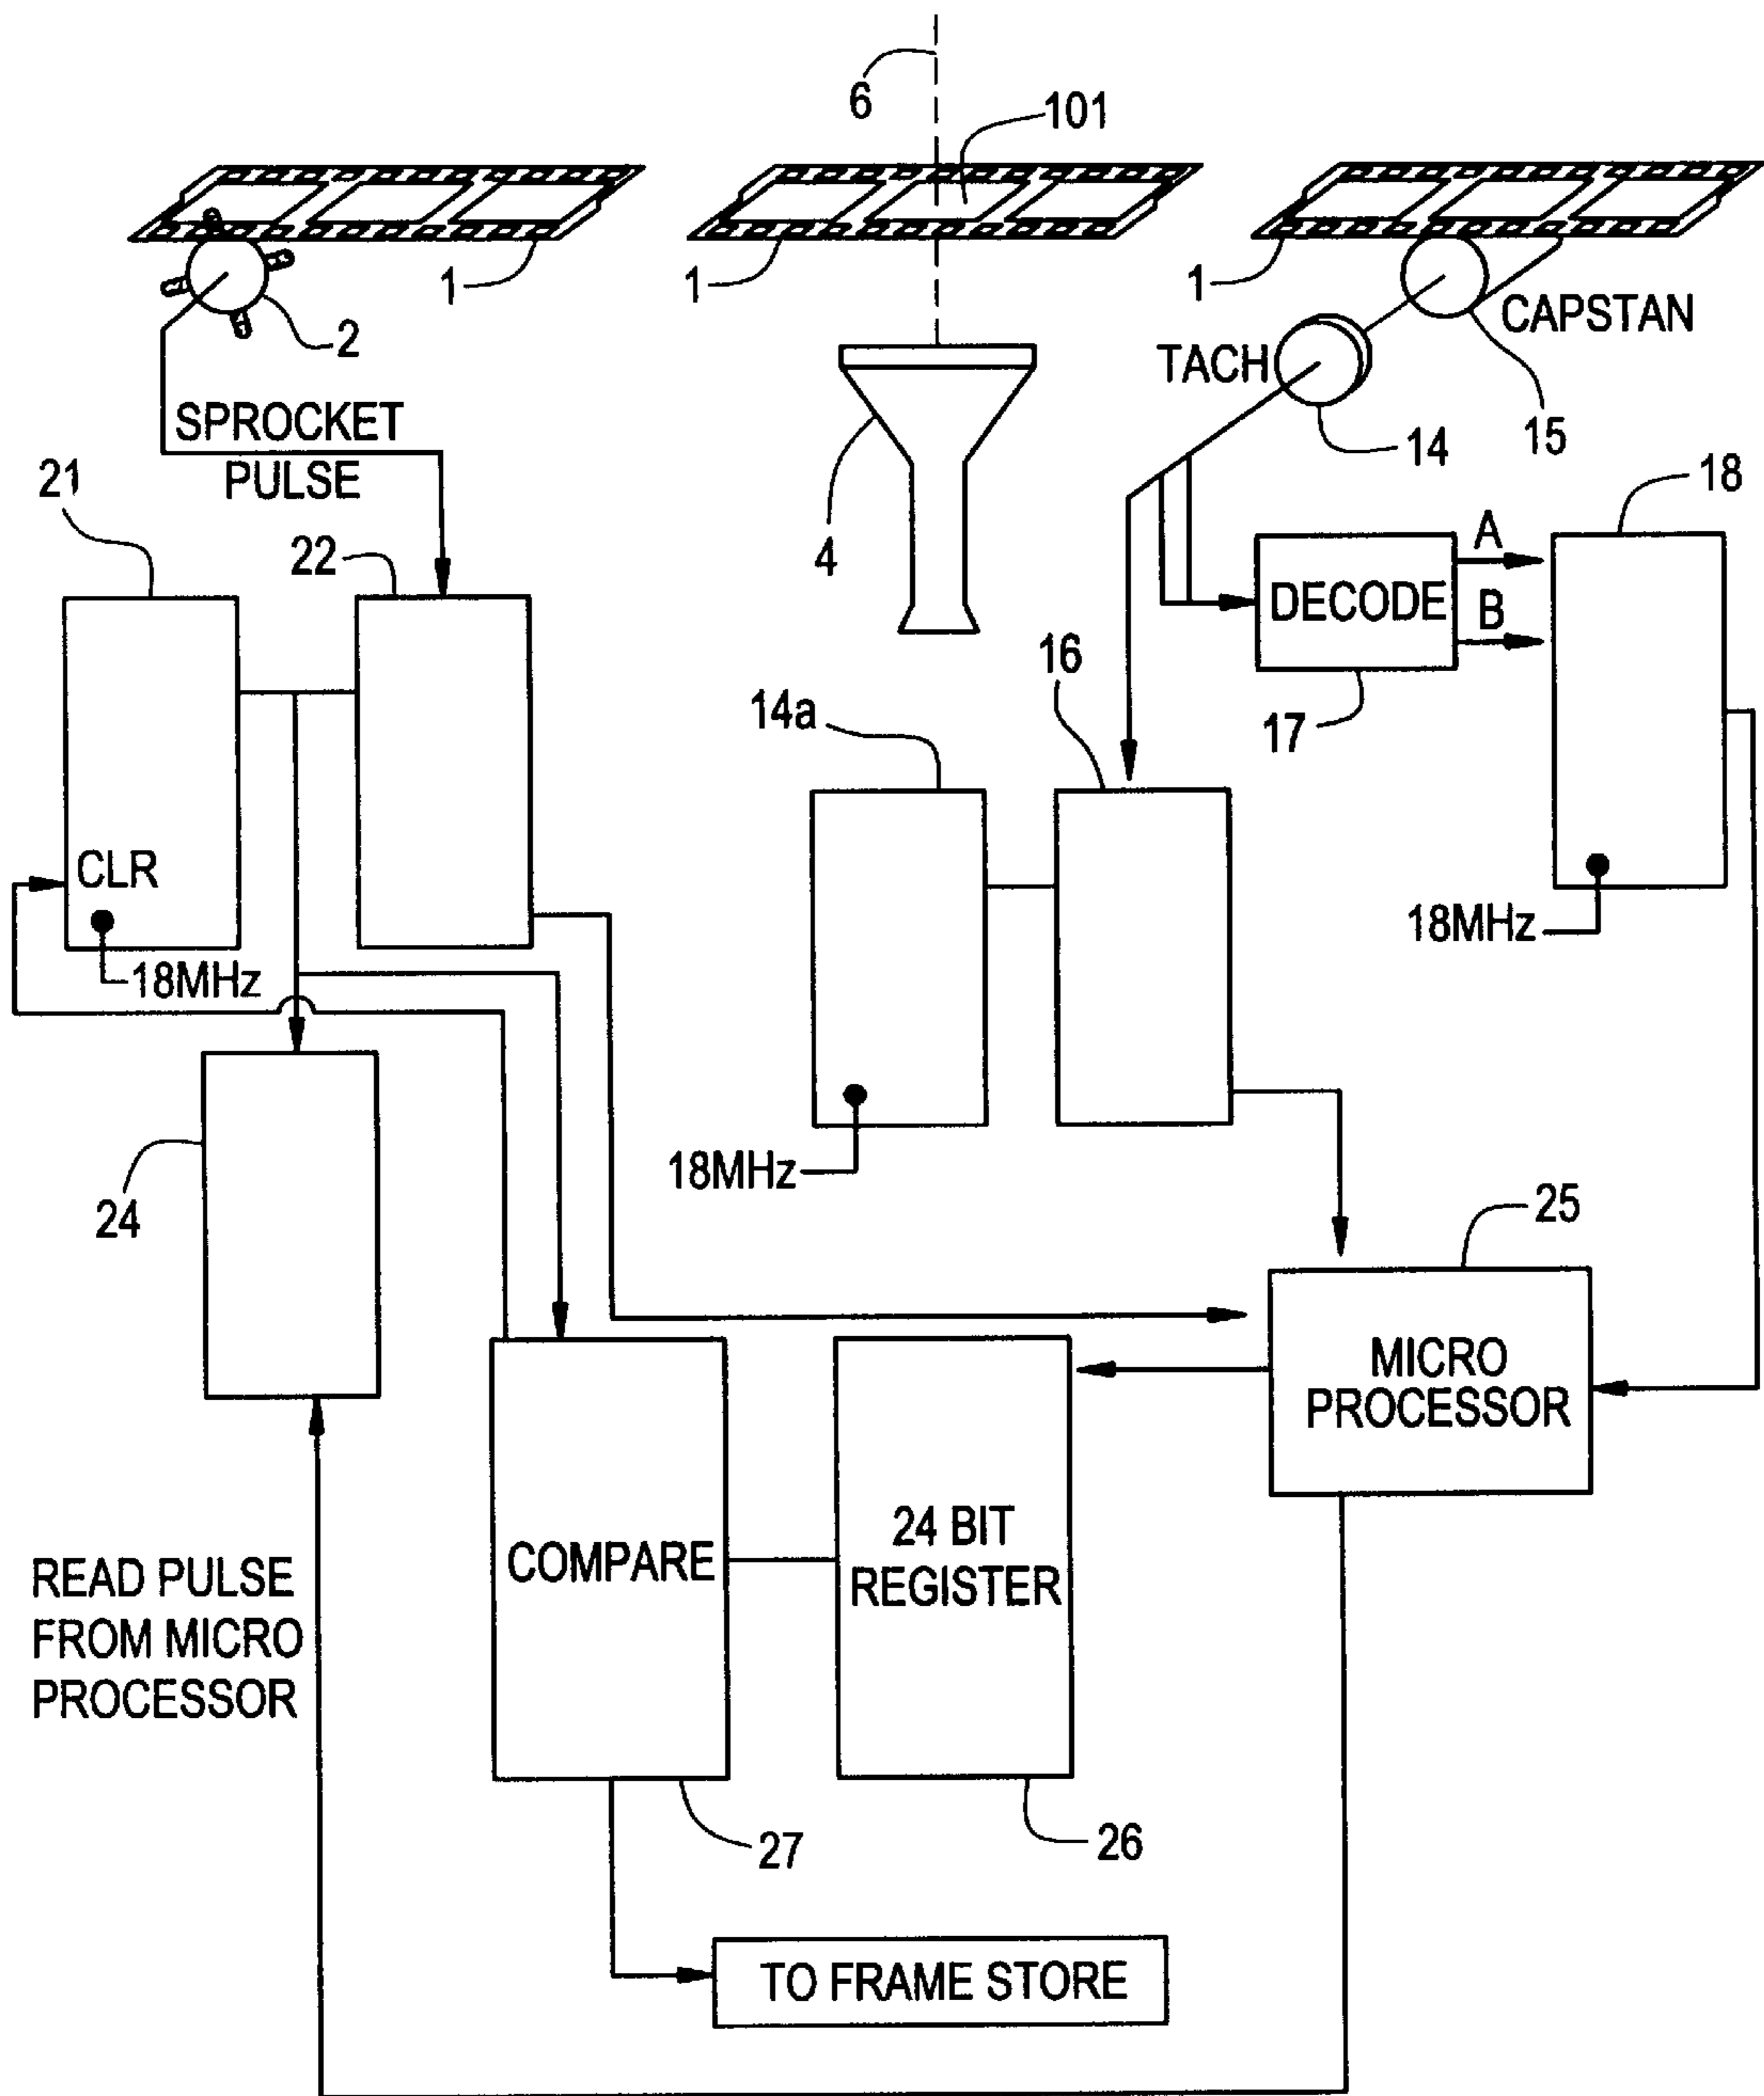 6
101
1
1
1
2
CAPSTAN
TACH
SPROCKET
PULSE
14
15
21
22
4
18
A
DECODE
B
16
14a
17
CLR
18MHz
18MHz
18MHz
24
25
MICRO
PROCESSOR
24 BIT
REGISTER
COMPARE
READ PULSE
FROM MICRO
PROCESSOR
27
26
TO FRAME STORE